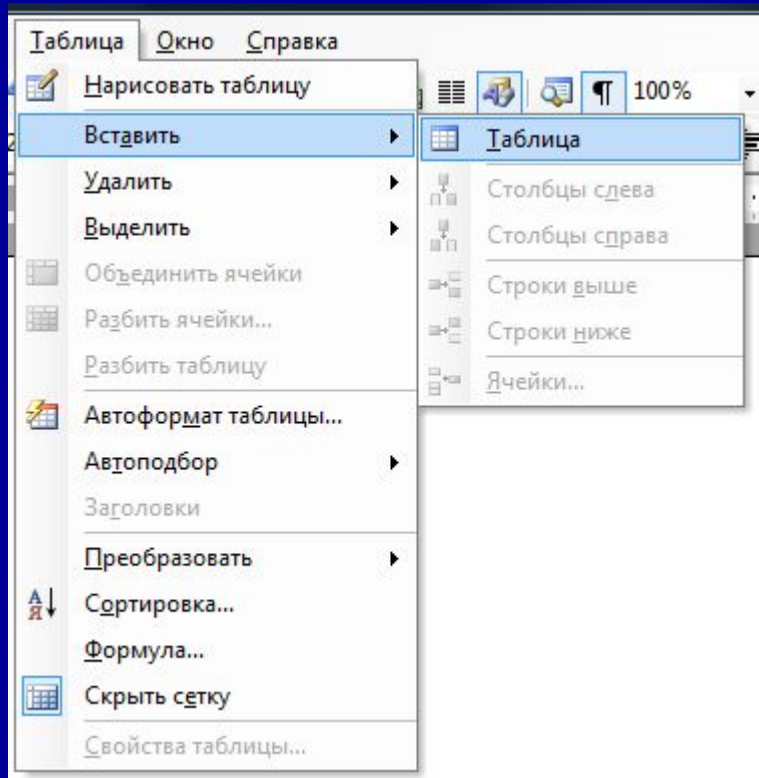 Таблица Окно Справка
Нарисовать таблицу
100%
Вставить
Удалить
Выделить
Объединить ячейки
Разбить ячейки...
Разбить таблицу
Автоформат таблицы...
Автоподбор
Заголовки
Преобразовать
Сортировка...
Формула...
Скрыть сетку
Свойства таблицы...
Таблица
Столбцы слева
Столбцы справа
Строки выше
Строки ниже
Ячейки...